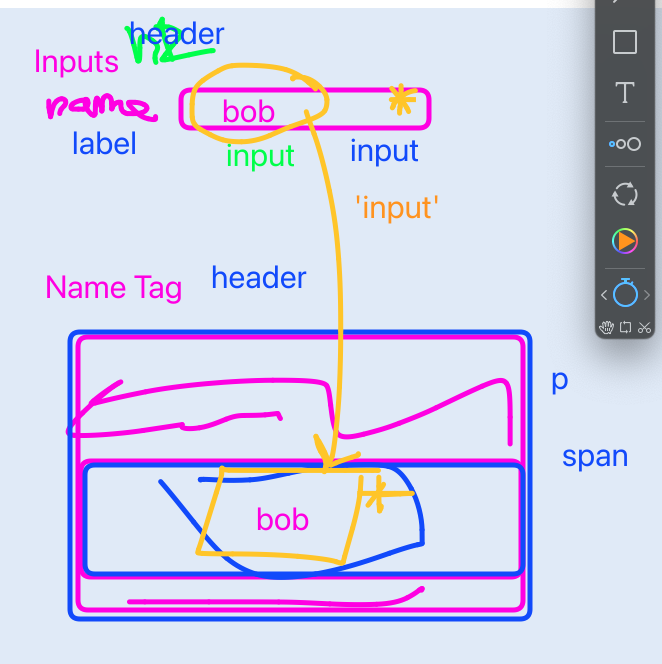 header
h2
Inputs
name
bob *
label
input
input
'input'
Name Tag
header
p
span
bob *
T